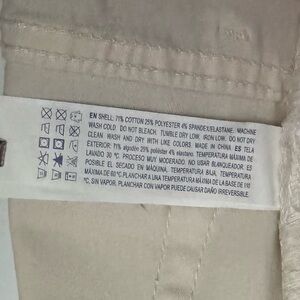 EN SHELL: 71% COTTON 25% POLYESTER 4% SPANDEX/ELASTANE. MACHINE
WASH COLD. DO NOT BLEACH. TUMBLE DRY LOW. IRON LOW. DO NOT DRY
CLEAN. WASH AND DRY WITH LIKE COLORS. MADE IN CHINA. ES TELA
EXTERIOR: 71% algodón 25% poliéster 4% elastano. TEMPERATURA MÁXIMA DE
LAVADO 30 °C. PROCESO MUY MODERADO. NO USAR BLANQUEADOR. ES
POSIBLE EL SECADO EN MÁQUINA. TEMPERATURA BAJA. TEMPERATURA
MÁXIMA DE 60 °C. PLANCHAR A UNA TEMPERATURA MÁXIMA DE LA BASE DE 110
°C, SIN VAPOR. PLANCHAR CON VAPOR PUEDE CAUSAR DAÑO IRREVERSIBLE.